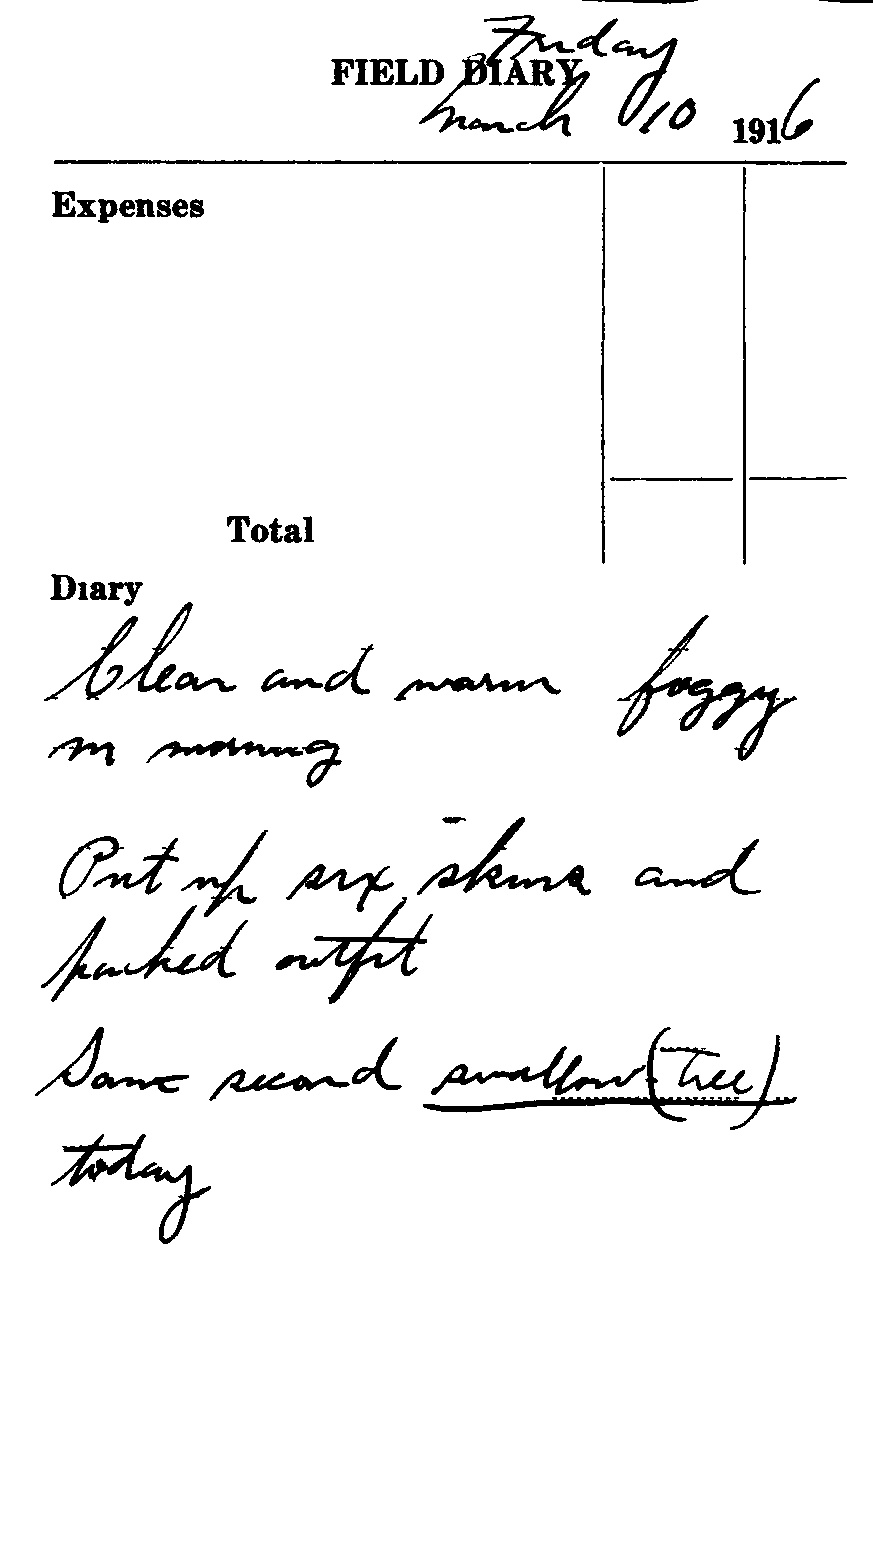 Friday
FIELD DIARY
March 10 1916
Expenses
Total
Diary
Clear and warm foggy
in morning
Put up six skins and
packed outfit
second swallow (Tree)
today